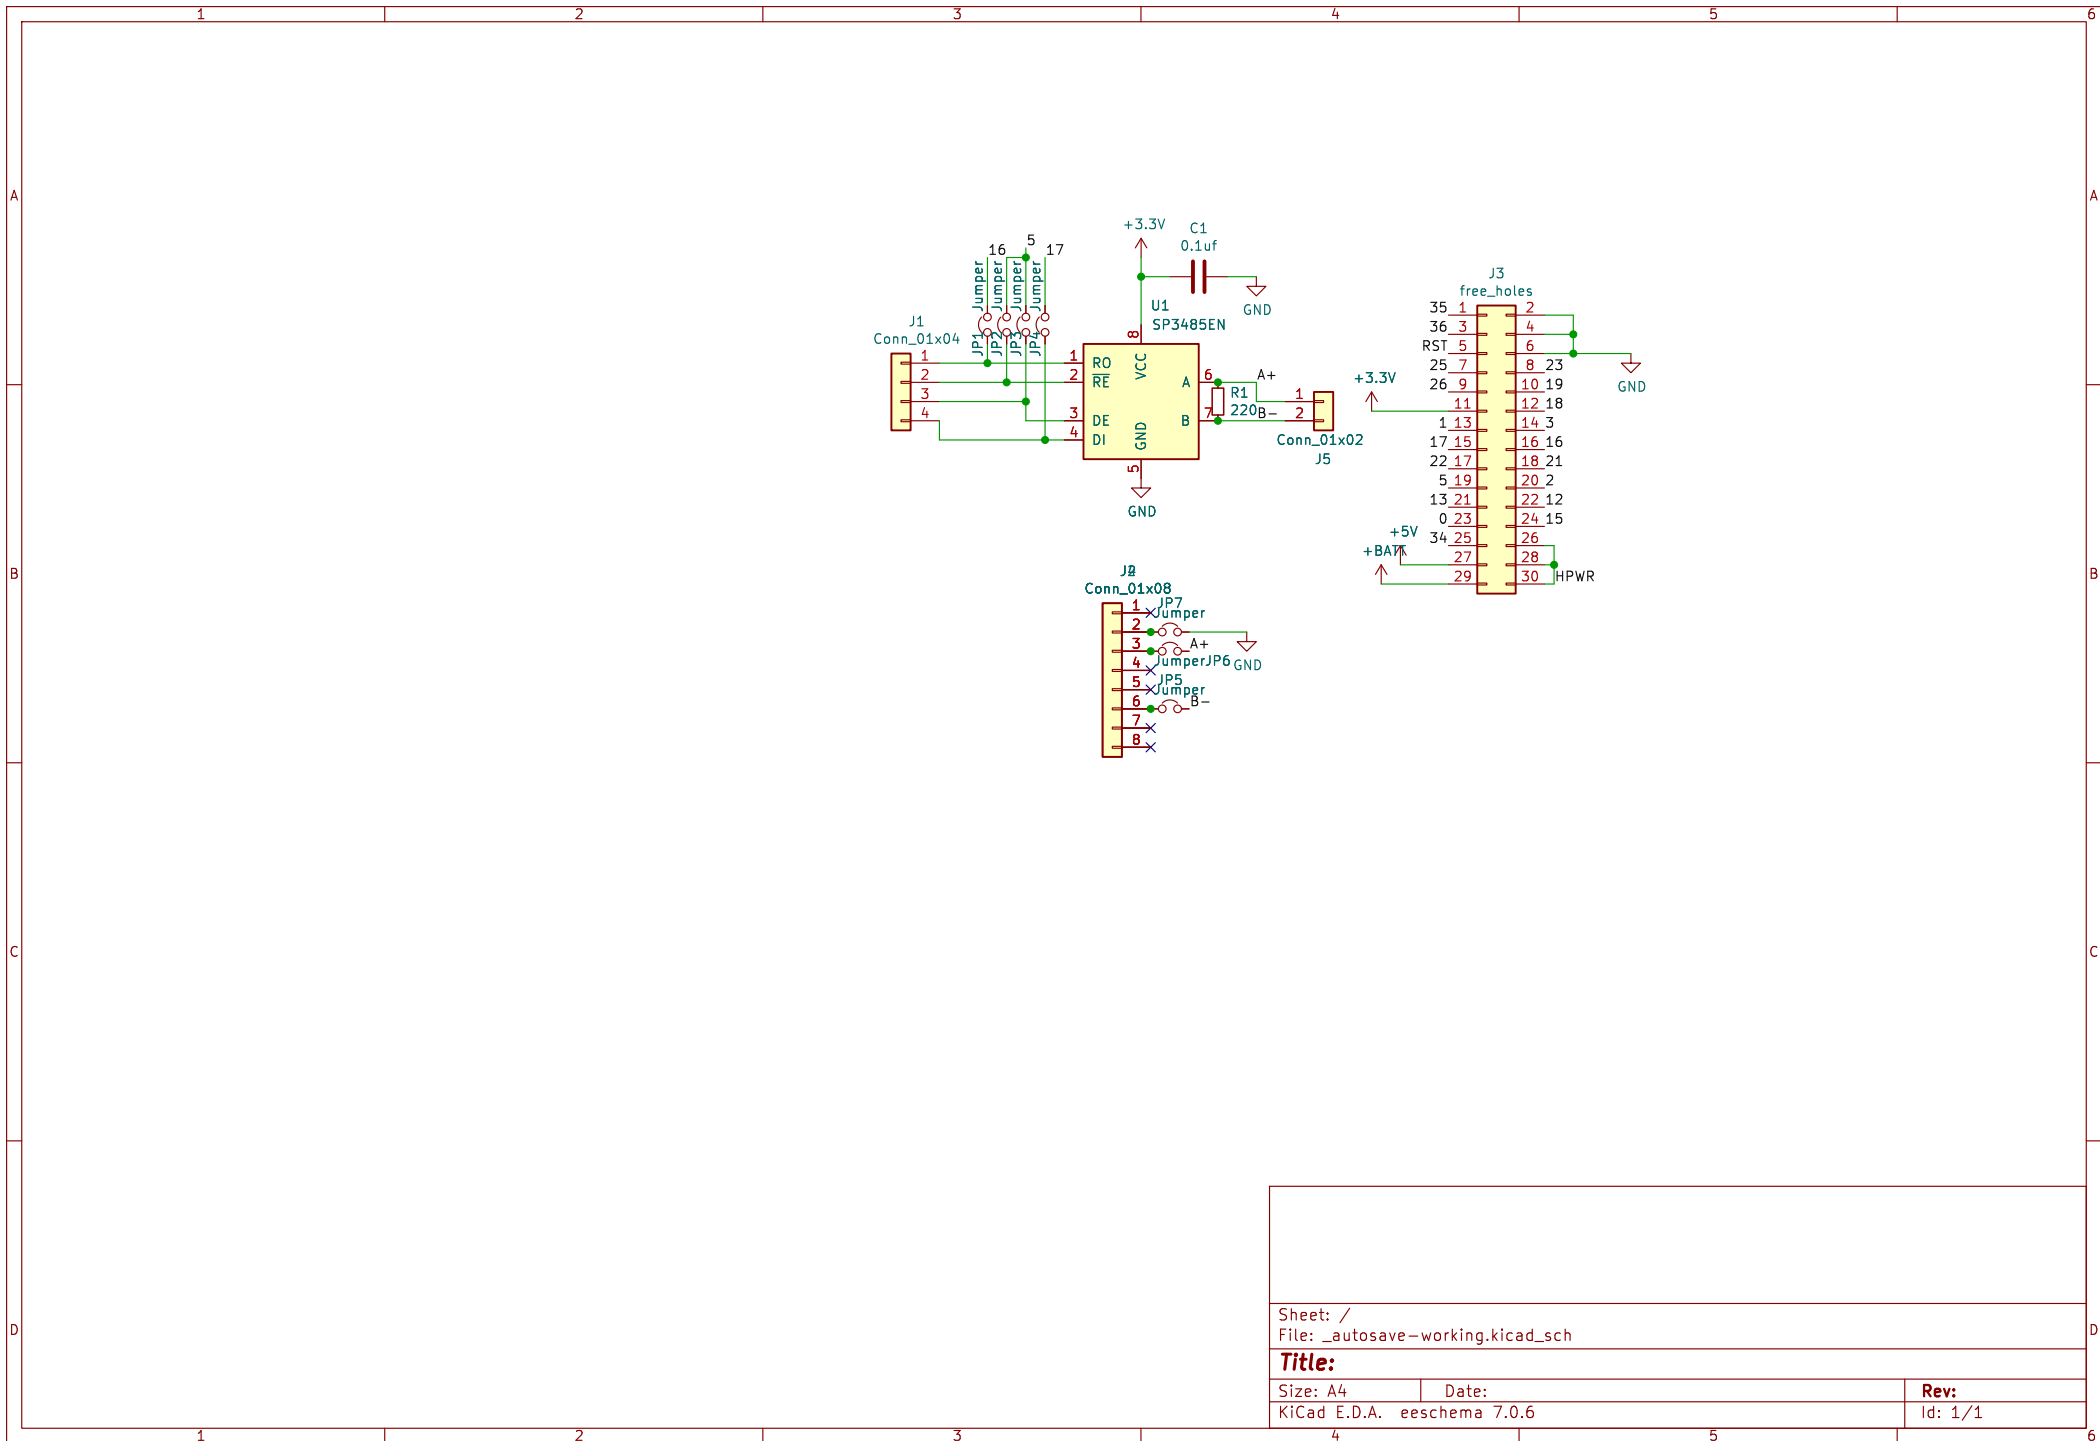 1 2 3 4 5 6
A A
+3.3V
C1
0.1uf
GND
16
5
17
Jumper
Jumper
Jumper
Jumper
JP1
JP2
JP3
JP4
J1
Conn_01x04
1
2
3
4
U1
SP3485EN
8
VCC
1 RO
2 RE
3 DE
4 DI
A 6
B 7
GND
5
GND
R1
220
A+
B-
1
2
Conn_01x02
J5
J3
free_holes
35 1 2
36 3 4
RST 5 6
25 7 8 23
26 9 10 19
11 12 18
1 13 14 3
17 15 16 16
22 17 18 21
5 19 20 2
13 21 22 12
0 23 24 15
34 25 26
27 28
29 30 HPWR
GND
+3.3V
+5V
+BATT
B B
Conn_01x08
1
2
3
4
5
6
7
8
JP7
Jumper
A+
JumperJP6
GND
JP5
Jumper
B-
C C
D D
Sheet: /
File: _autosave-working.kicad_sch
Title:
Size: A4 Date: Rev:
KiCad E.D.A. eeschema 7.0.6 Id: 1/1
1 2 3 4 5 6